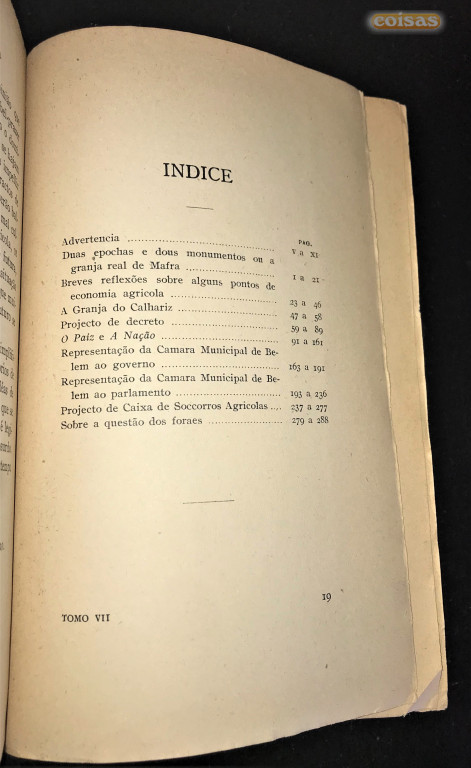 coisas
INDICE
PAG.
Advertencia .............................. V a XI
Duas epochas e dous monumentos ou a
granja real de Mafra .................. 1 a 21
Breves reflexões sobre alguns pontos de
economia agricola ..................... 23 a 46
A Granja do Calhariz ..................... 47 a 58
Projecto de decreto ...................... 59 a 89
O Paiz e A Nação ......................... 91 a 161
Representação da Camara Municipal de Be-
lem ao governo ........................ 163 a 191
Representação da Camara Municipal de Be-
lem ao parlamento ..................... 193 a 236
Projecto de Caixa de Soccorros Agricolas .... 237 a 277
Sobre a questão dos foraes ............... 279 a 288
19
TOMO VII